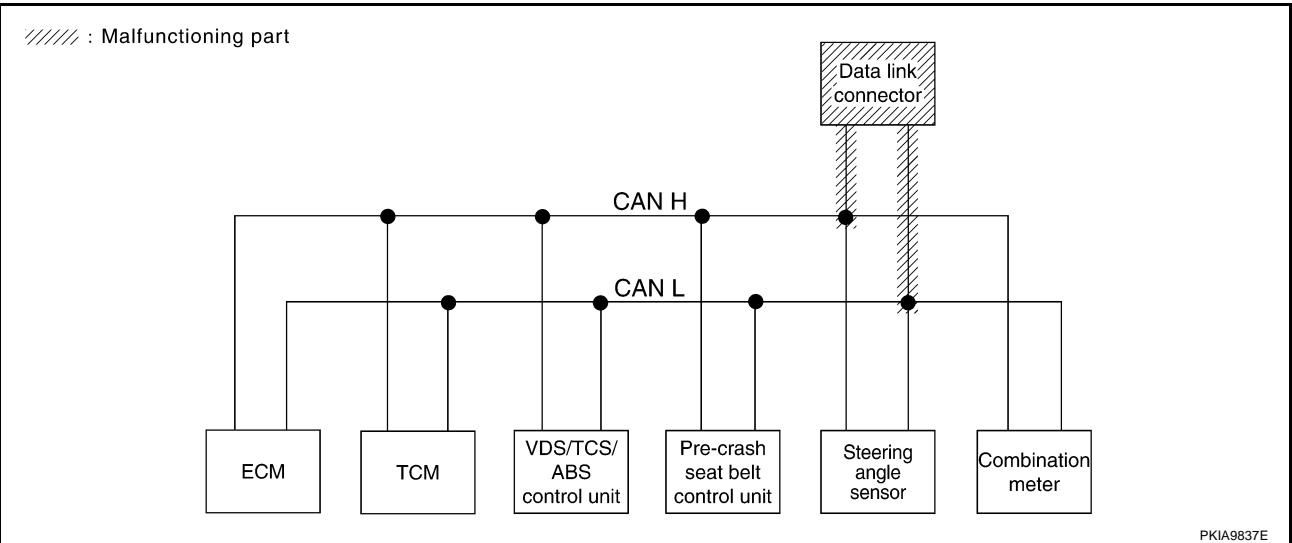 : Malfunctioning part
Data link
connector
CAN H
CAN L
ECM
TCM
VDS/TCS/
ABS
control unit
Pre-crash
seat belt
control unit
Steering
angle
sensor
Combination
meter
PKIA9837E